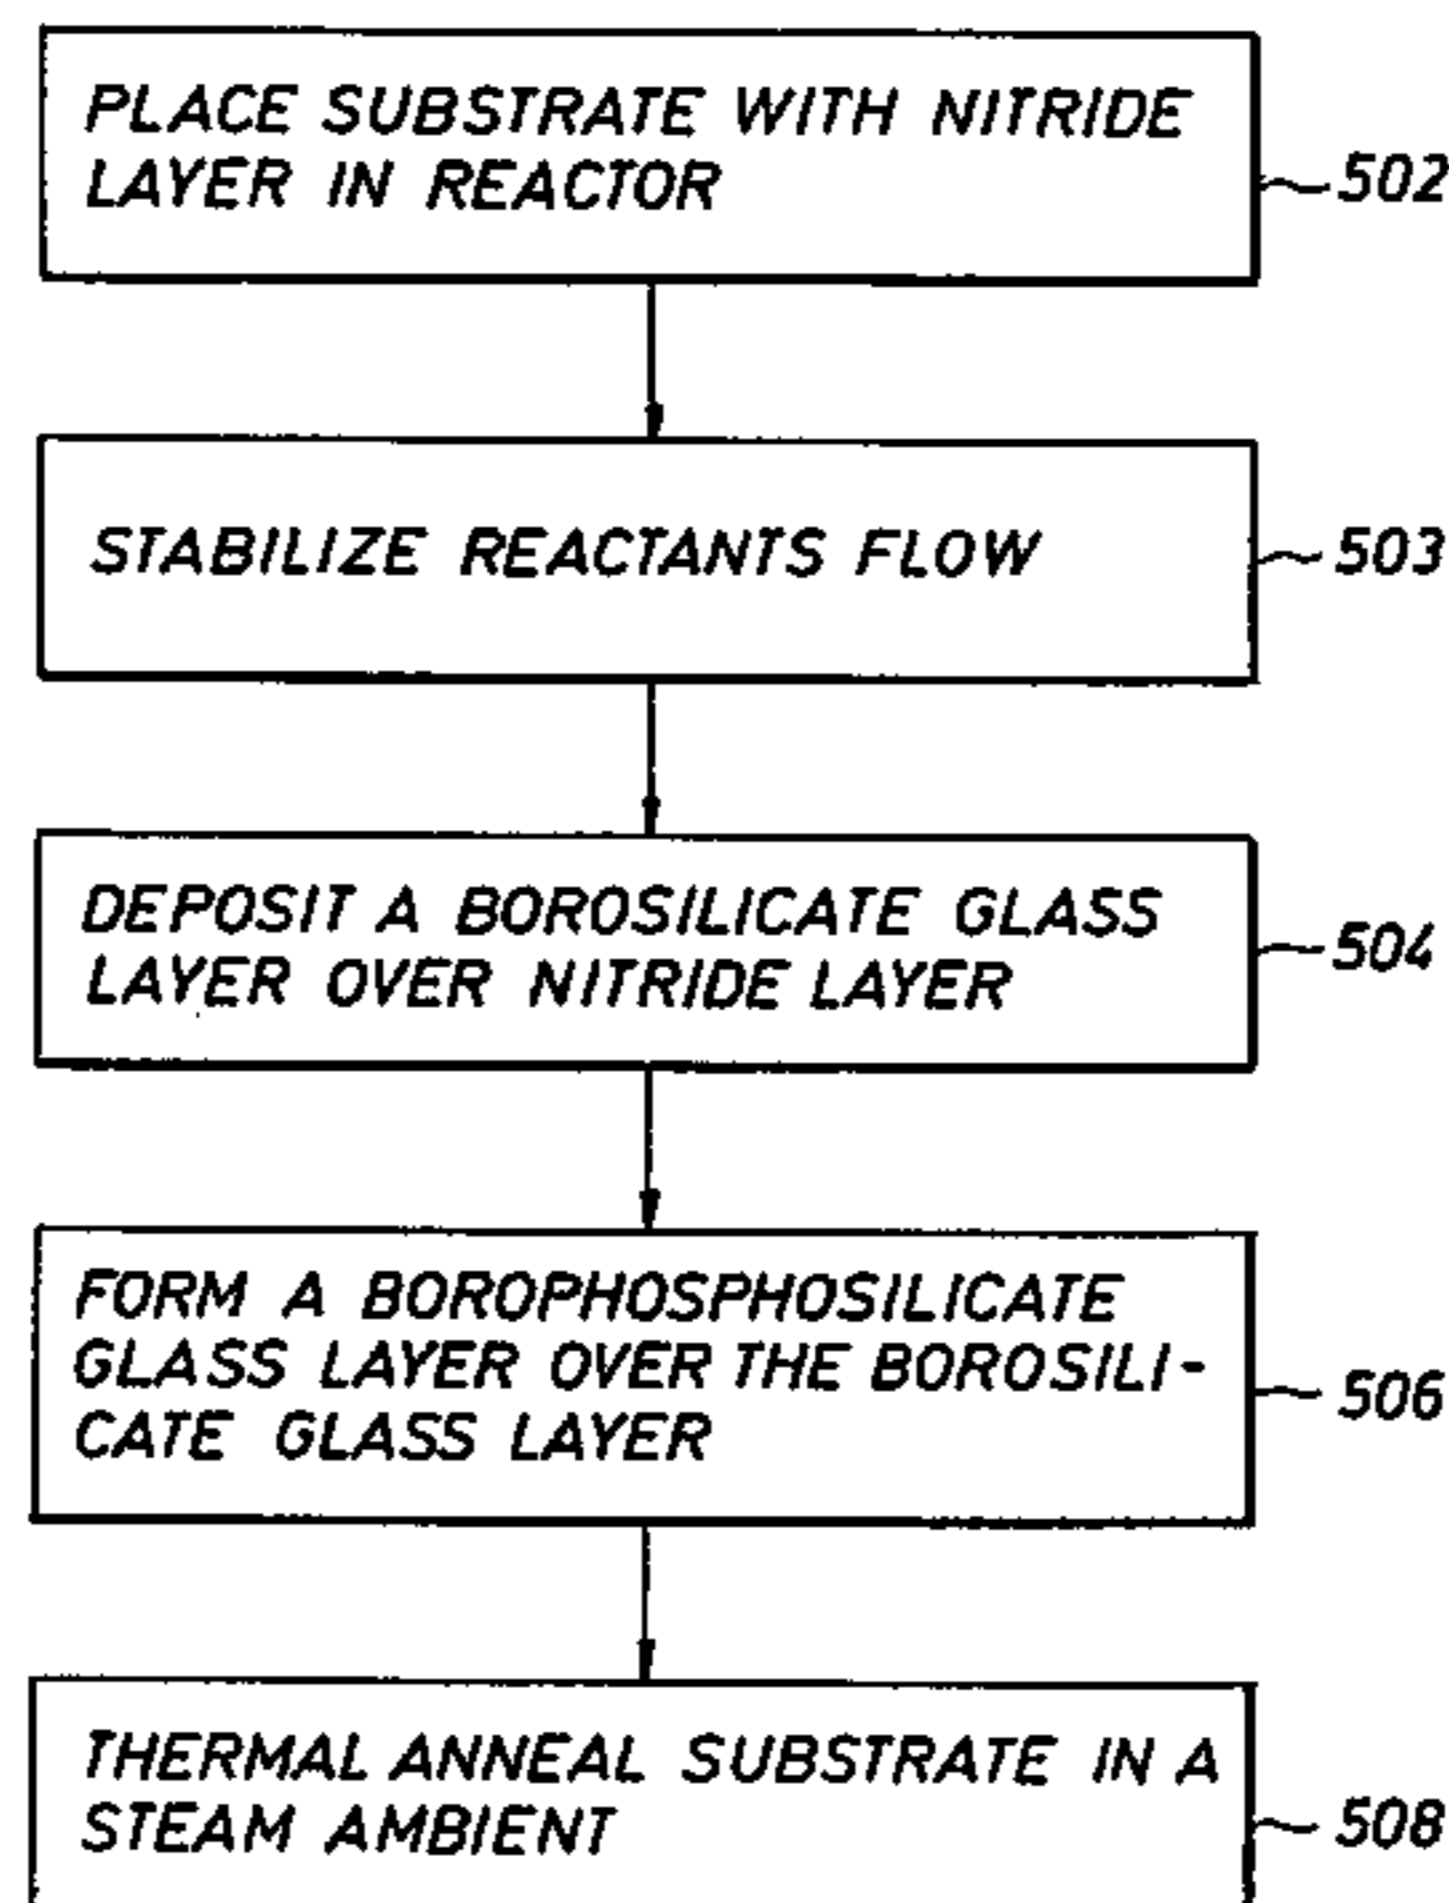 PLACE SUBSTRATE WITH NITRIDE
LAYER IN REACTOR
502
STABILIZE REACTANTS FLOW
503
DEPOSIT A BOROSILICATE GLASS
LAYER OVER NITRIDE LAYER
504
FORM A BOROPHOSPHOSILICATE
GLASS LAYER OVER THE BOROSILI-
CATE GLASS LAYER
506
THERMAL ANNEAL SUBSTRATE IN A
STEAM AMBIENT
508